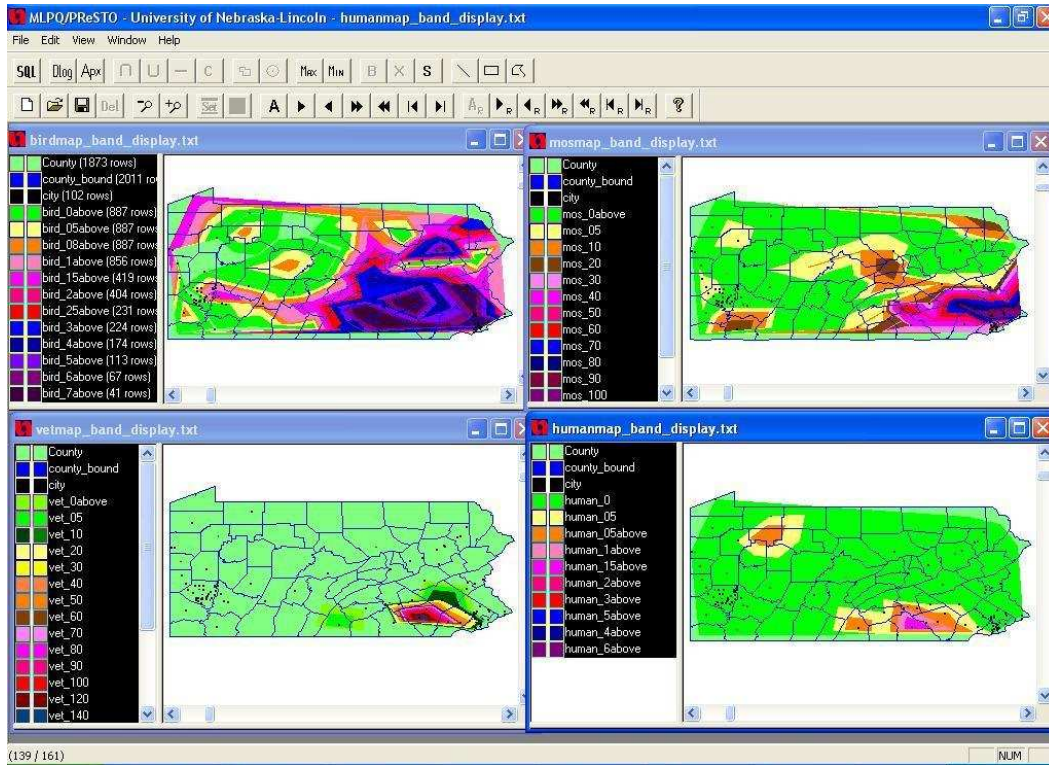 MLPQ/PReSTO - University of Nebraska-Lincoln - humanmap_band_display.txt
File Edit View Window Help
SQL Dlog Apx C Max Min B X S
Del Set A A R R R R R R R ?
birdmap_band_display.txt
County (1873 rows)
county_bound (2011 ro
city (102 rows)
bird_0above (887 rows)
bird_05above (887 rows)
bird_08above (887 rows)
bird_1above (856 rows)
bird_15above (419 rows)
bird_2above (404 rows)
bird_25above (231 rows)
bird_3above (224 rows)
bird_4above (174 rows)
bird_5above (113 rows)
bird_6above (67 rows)
bird_7above (41 rows)
mosmap_band_display.txt
County
county_bound
city
mos_0above
mos_05
mos_10
mos_20
mos_30
mos_40
mos_50
mos_60
mos_70
mos_80
mos_90
mos_100
vetmap_band_display.txt
County
county_bound
city
vet_0above
vet_05
vet_10
vet_20
vet_30
vet_40
vet_50
vet_60
vet_70
vet_80
vet_90
vet_100
vet_120
vet_140
humanmap_band_display.txt
County
county_bound
city
human_0
human_05
human_05above
human_1above
human_15above
human_2above
human_3above
human_5above
human_4above
human_6above
(139 / 161) NUM